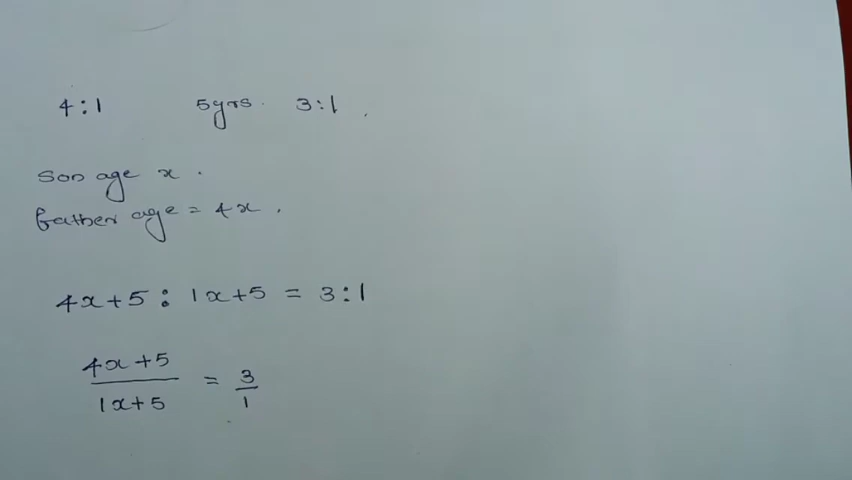 4:1 5yrs. 3:1.
Son age x.
father age = 4x.
4x+5 : 1x+5 = 3:1
4x+5
1x+5
=
3
1